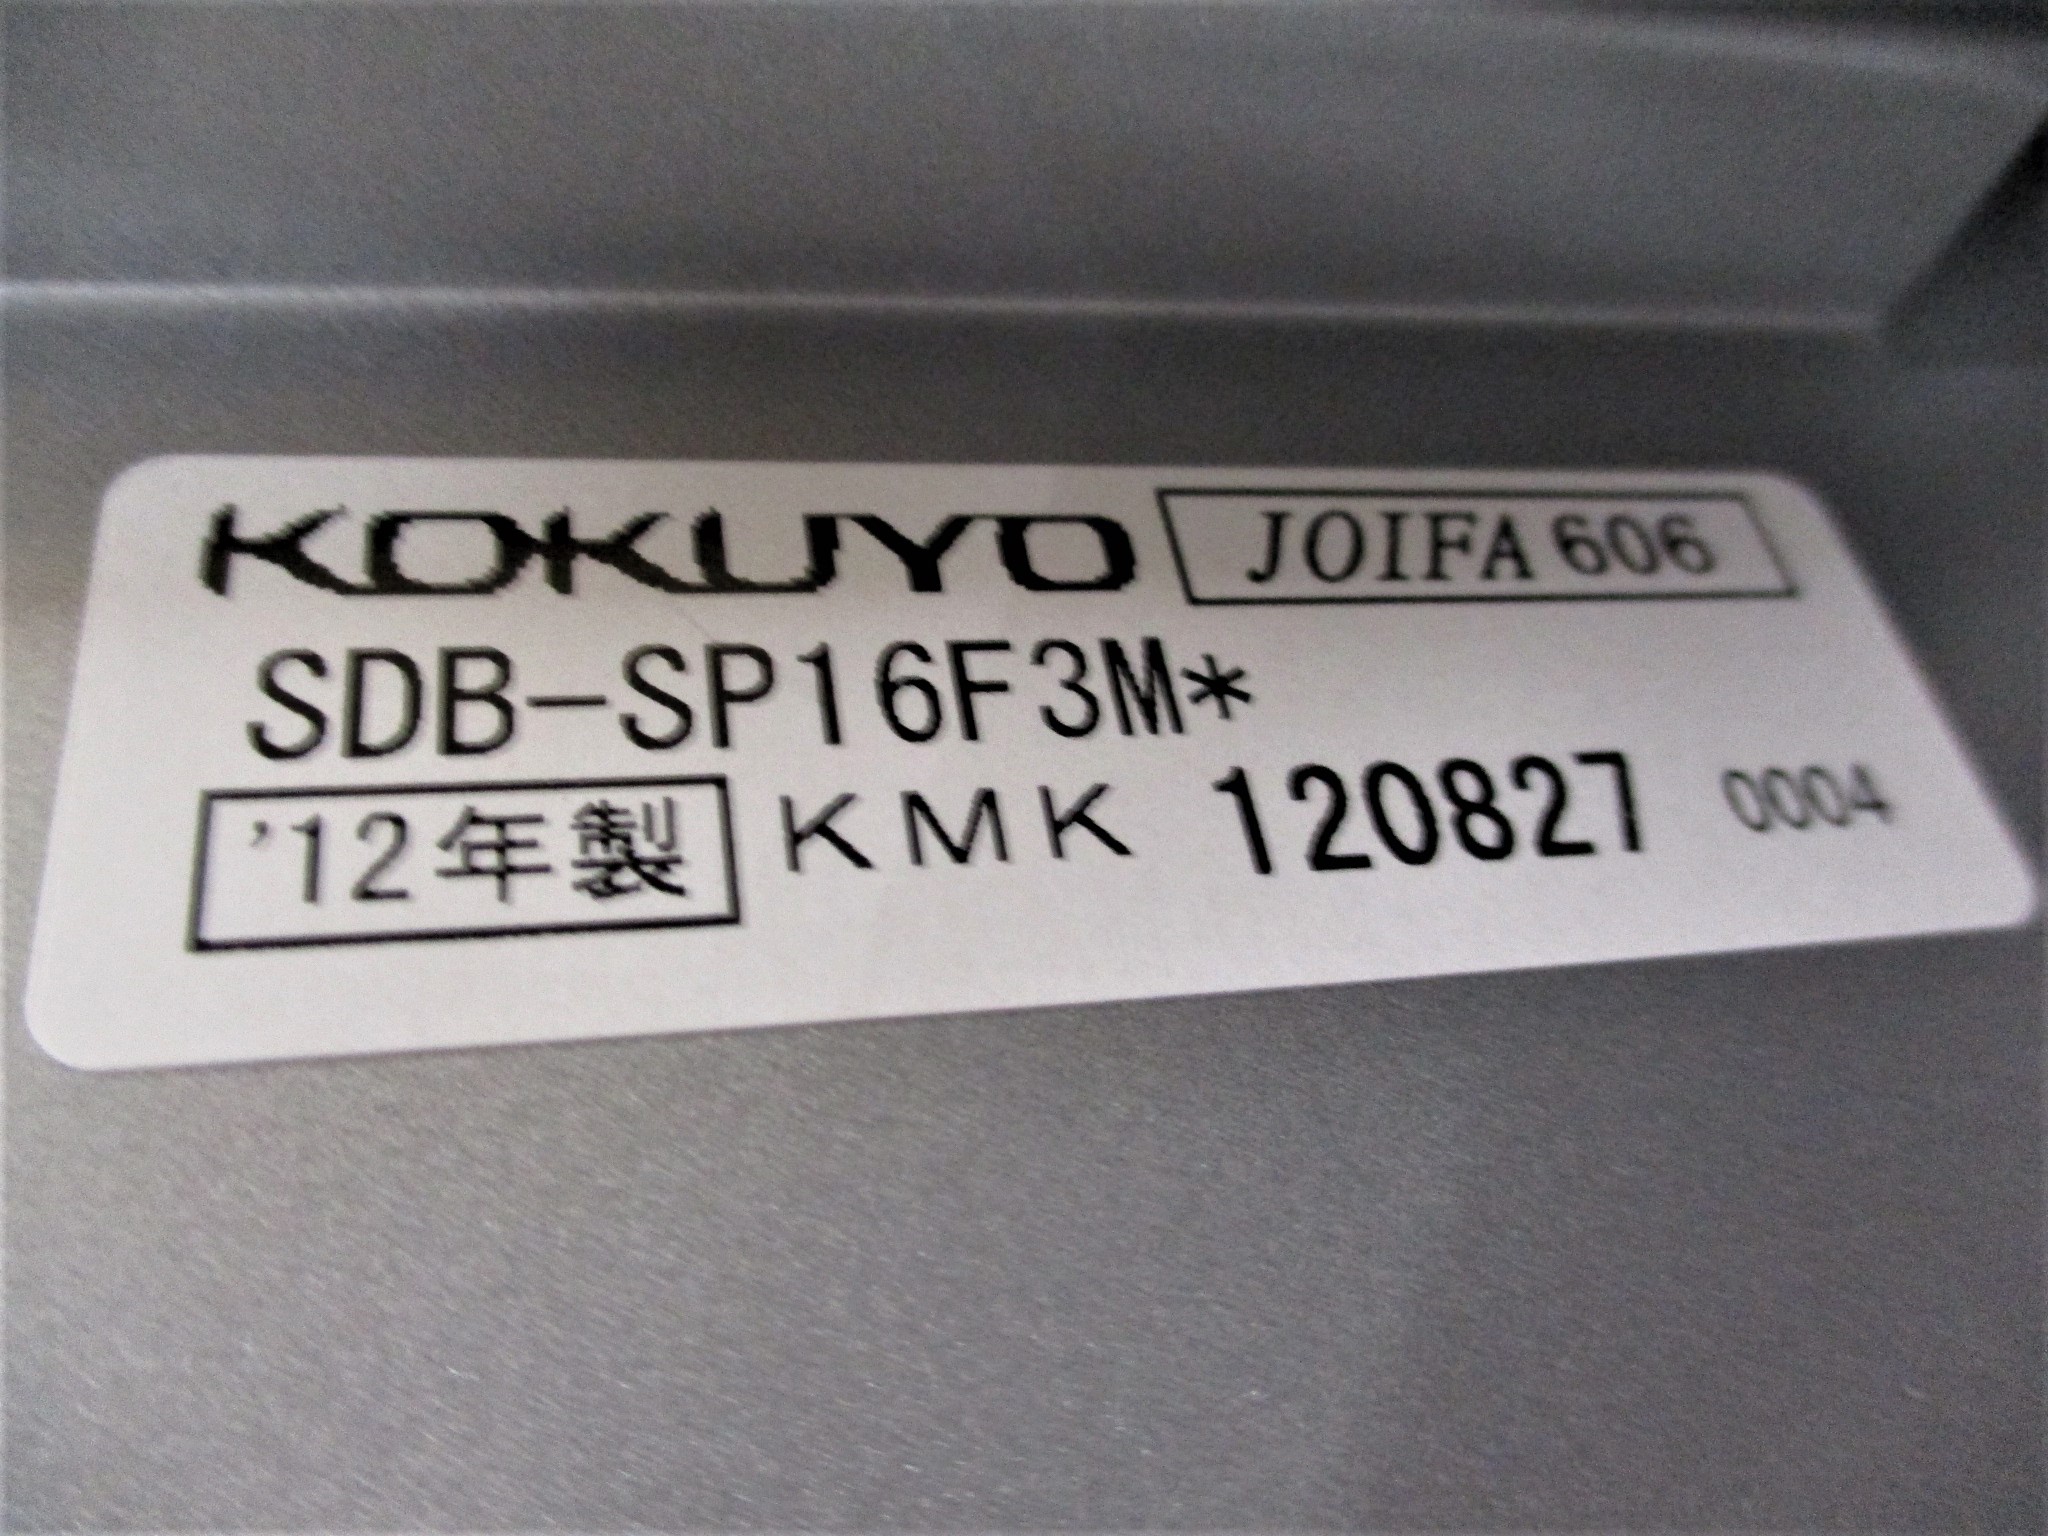 KOKUYO JOIFA 606
SDB-SP16F3M*
'12年製 KMK 120827 0004